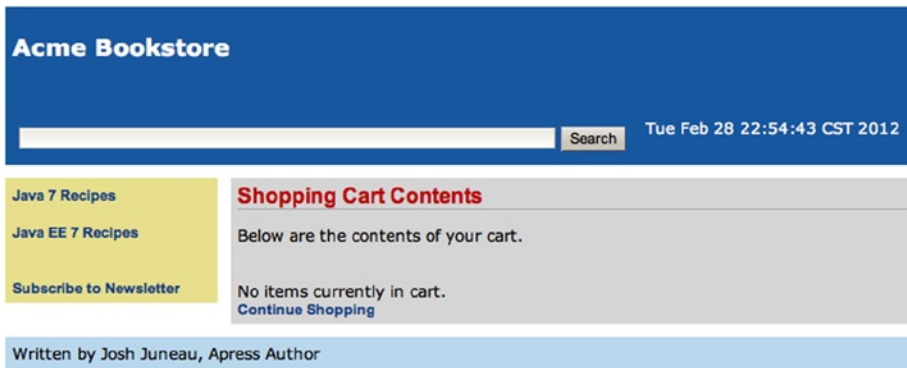 Acme Bookstore
Search
Tue Feb 28 22:54:43 CST 2012
Java 7 Recipes
Java EE 7 Recipes
Subscribe to Newsletter
Shopping Cart Contents
Below are the contents of your cart.
No items currently in cart.
Continue Shopping
Written by Josh Juneau, Apress Author